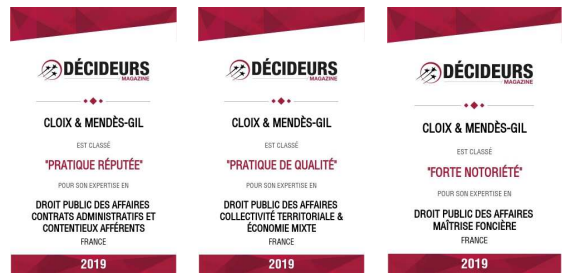 DÉCIDEURS
MAGAZINE
CLOIX & MENDÈS-GIL
EST CLASSÉ
"PRATIQUE RÉPUTÉE"
POUR SON EXPERTISE EN
DROIT PUBLIC DES AFFAIRES
CONTRATS ADMINISTRATIFS ET
CONTENTIEUX AFFÉRENTS
FRANCE
2019
DÉCIDEURS
MAGAZINE
CLOIX & MENDÈS-GIL
EST CLASSÉ
"PRATIQUE DE QUALITÉ"
POUR SON EXPERTISE EN
DROIT PUBLIC DES AFFAIRES
COLLECTIVITÉ TERRITORIALE &
ÉCONOMIE MIXTE
FRANCE
2019
DÉCIDEURS
MAGAZINE
CLOIX & MENDÈS-GIL
EST CLASSÉ
"FORTE NOTORIÉTÉ"
POUR SON EXPERTISE EN
DROIT PUBLIC DES AFFAIRES
MAÎTRISE FONCIÈRE
FRANCE
2019